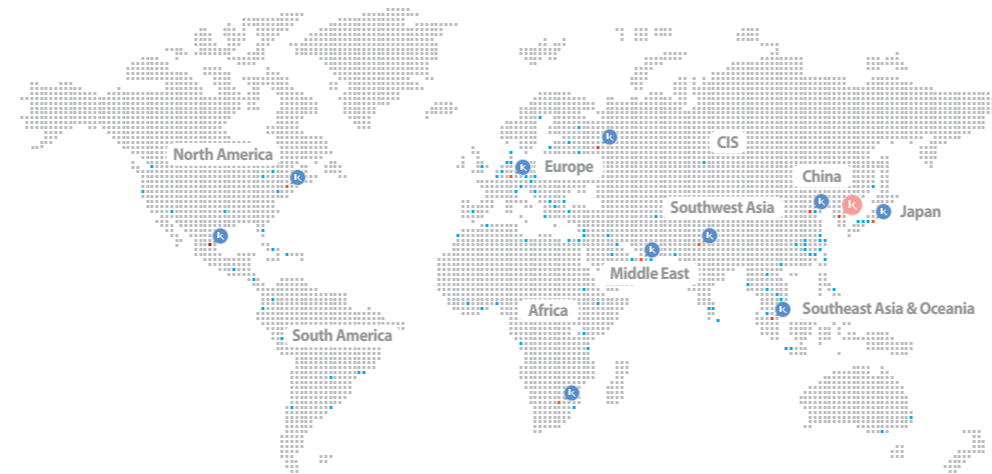 CIS
North America
Europe
China
Southwest Asia
Japan
Middle East
Africa
Southeast Asia & Oceania
South America
k
k
k
k
k
k
k
k
k
k
k